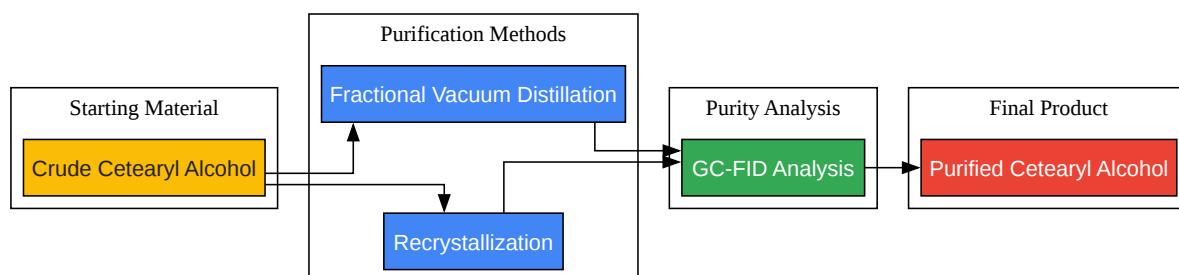 Starting Material
Crude Cetearyl Alcohol
Purification Methods
Fractional Vacuum Distillation
Recrystallization
Purity Analysis
GC-FID Analysis
Final Product
Purified Cetearyl Alcohol